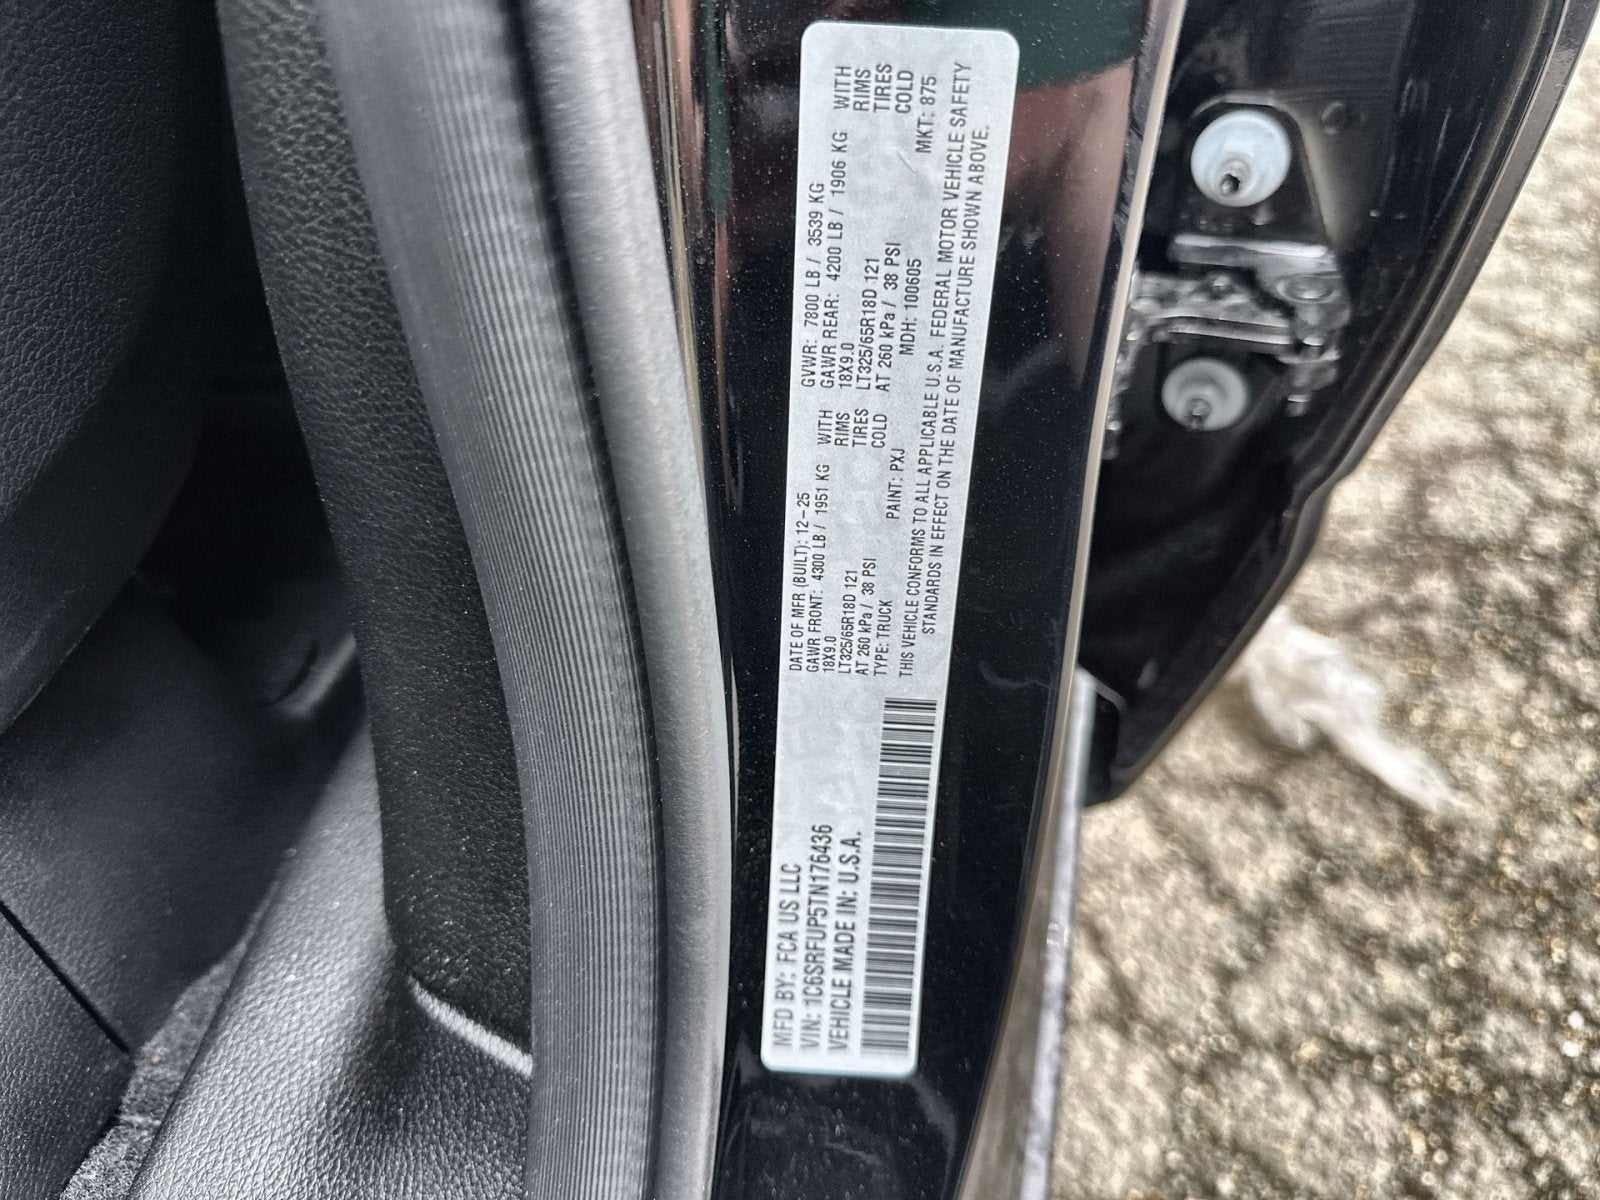 MFD BY: FCA US LLC
VIN: 1C6SRFUP5TN176436
VEHICLE MADE IN: U.S.A.
DATE OF MFR (BUILT): 12-25
GVWR: 7800 LB / 3539 KG
GAWR FRONT: 4300 LB / 1951 KG WITH
GAWR REAR: 4200 LB / 1906 KG WITH
18X9.0 RIMS
18X9.0 RIMS
LT325/65R18D 121 TIRES
LT325/65R18D 121 TIRES
AT 260 kPa / 38 PSI COLD
AT 260 kPa / 38 PSI COLD
TYPE: TRUCK PAINT: PXJ MDH: 100605 MKT: 875
THIS VEHICLE CONFORMS TO ALL APPLICABLE U.S.A. FEDERAL MOTOR VEHICLE SAFETY
STANDARDS IN EFFECT ON THE DATE OF MANUFACTURE SHOWN ABOVE.